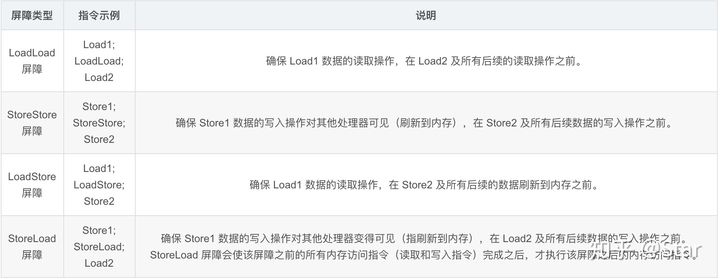 屏障类型 指令示例 说明
LoadLoad
屏障
Load1;
LoadLoad;
Load2
确保 Load1 数据的读取操作，在 Load2 及所有后续的读取操作之前。
StoreStore
屏障
Store1;
StoreStore;
Store2
确保 Store1 数据的写入操作对其他处理器可见（刷新到内存），在 Store2 及所有后续数据的写入操作之前。
LoadStore
屏障
Load1;
LoadStore;
Store2
确保 Load1 数据的读取操作，在 Store2 及所有后续的数据刷新到内存之前。
StoreLoad
屏障
Store1;
StoreLoad;
Load2
确保 Store1 数据的写入操作对其他处理器变得可见（指刷新到内存），在 Load2 及所有后续数据的写入操作之前。
StoreLoad 屏障会使该屏障之前的所有内存访问指令（读取和写入指令）完成之后，才执行该屏障之后的内存访问指令。
知乎 @Star